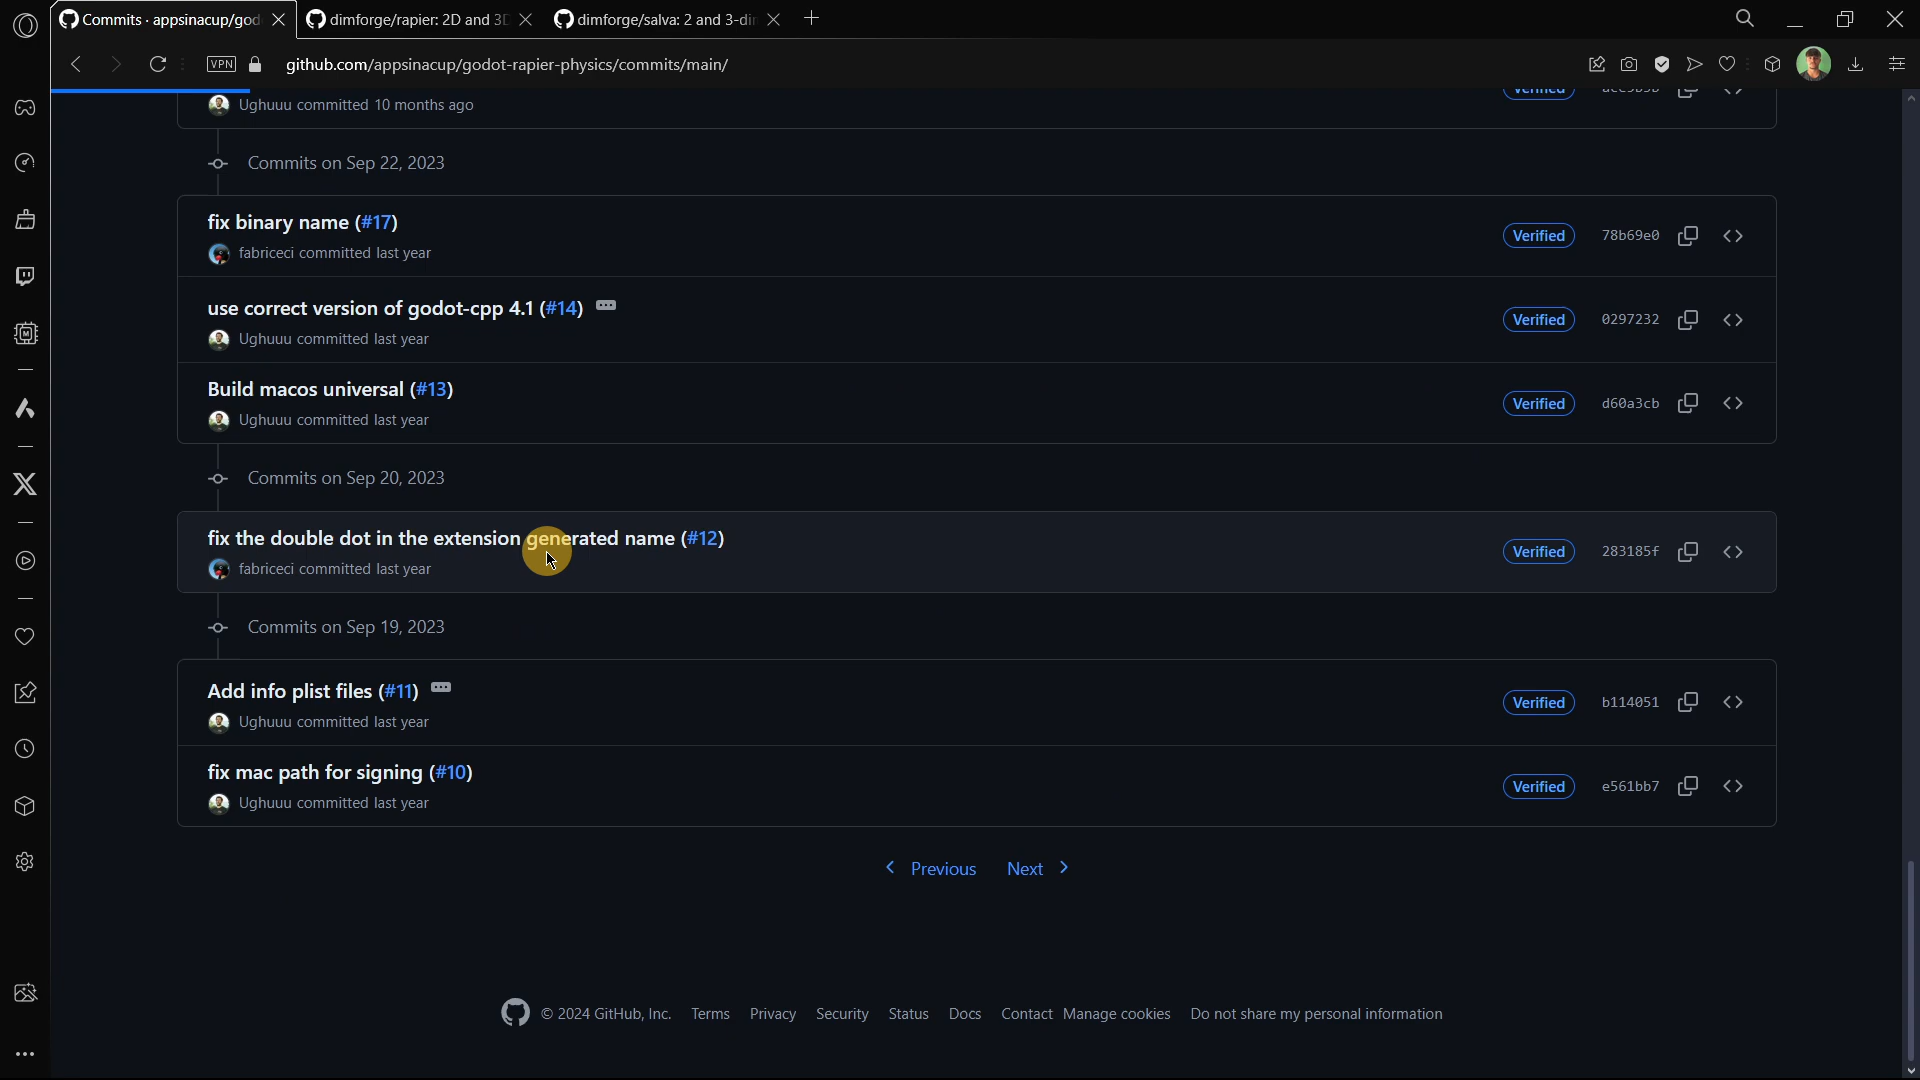 Commits · appsinacup/god
dimforge/rapier: 2D and 3D
dimforge/salva: 2 and 3-di
VPN
github.com/appsinacup/godot-rapier-physics/commits/main/
Ughuuu committed 10 months ago
Verified
Commits on Sep 22, 2023
fix binary name (#17)
fabriceci committed last year
Verified
78b69e0
use correct version of godot-cpp 4.1 (#14)
Ughuuu committed last year
Verified
0297232
Build macos universal (#13)
Ughuuu committed last year
Verified
d60a3cb
Commits on Sep 20, 2023
fix the double dot in the extension generated name (#12)
fabriceci committed last year
Verified
283185f
Commits on Sep 19, 2023
Add info plist files (#11)
Ughuuu committed last year
Verified
b114051
fix mac path for signing (#10)
Ughuuu committed last year
Verified
e561bb7
Previous Next
© 2024 GitHub, Inc. Terms Privacy Security Status Docs Contact Manage cookies Do not share my personal information